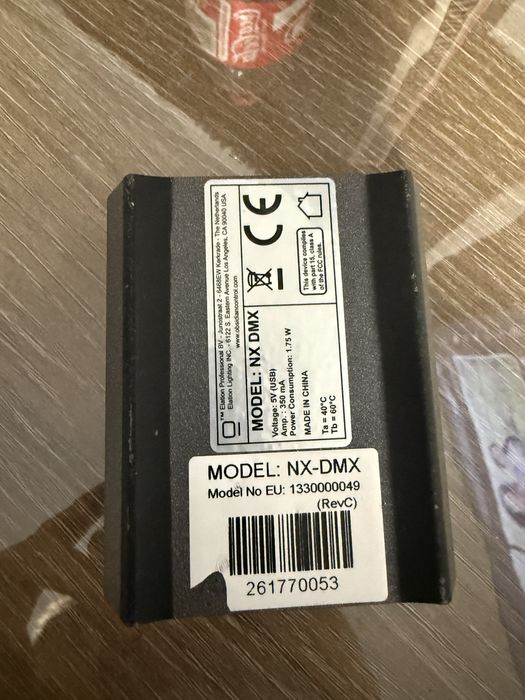 ™ Elation Professional BV - Junostraat 2 - 6468EW Kerkrade - The Netherlands
Elation Lighting INC. - 6122 S. Eastern Avenue Los Angeles, CA 90040 USA
www.obsidiancontrol.com
MODEL: NX DMX
Voltage: 5V (USB)
Amp.: 350 mA
Power Consumption: 1.75 W
MADE IN CHINA
Ta = 40°C
Tb = 60°C
CE
This device complies
with part 15, class A
of the FCC rules.
MODEL: NX-DMX
Model No EU: 1330000049
(RevC)
261770053